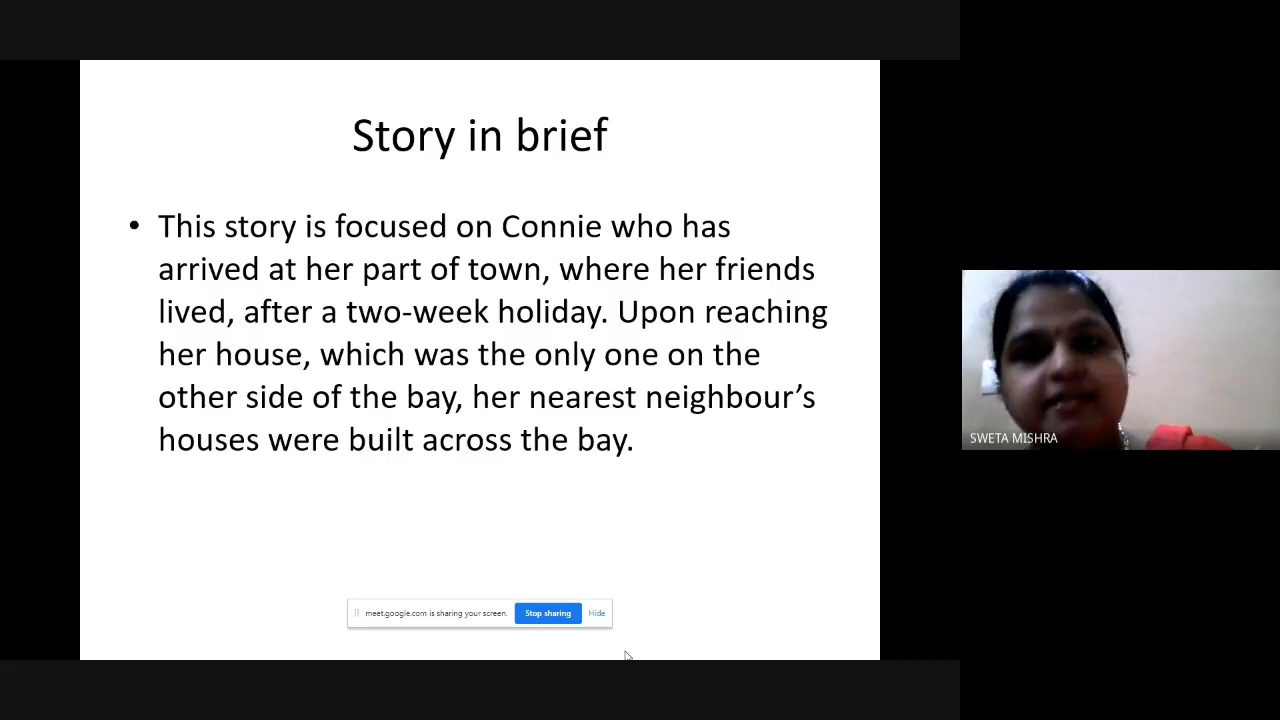 Story in brief
• This story is focused on Connie who has
arrived at her part of town, where her friends
lived, after a two-week holiday. Upon reaching
her house, which was the only one on the
other side of the bay, her nearest neighbour’s
houses were built across the bay.
SWETA MISHRA
meet.google.com is sharing your screen. Stop sharing Hide